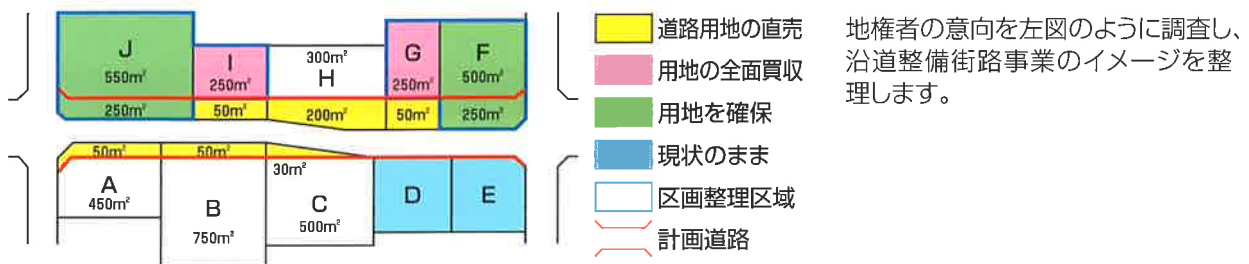 J
550㎡
250㎡
I
250㎡
50㎡
300㎡
H
200㎡
G
250㎡
50㎡
F
500㎡
250㎡
50㎡
A
450㎡
50㎡
B
750㎡
30㎡
C
500㎡
D
E
道路用地の直売
用地の全面買収
用地を確保
現状のまま
区画整理区域
計画道路
地権者の意向を左図のように調査し、
沿道整備街路事業のイメージを整
理します。